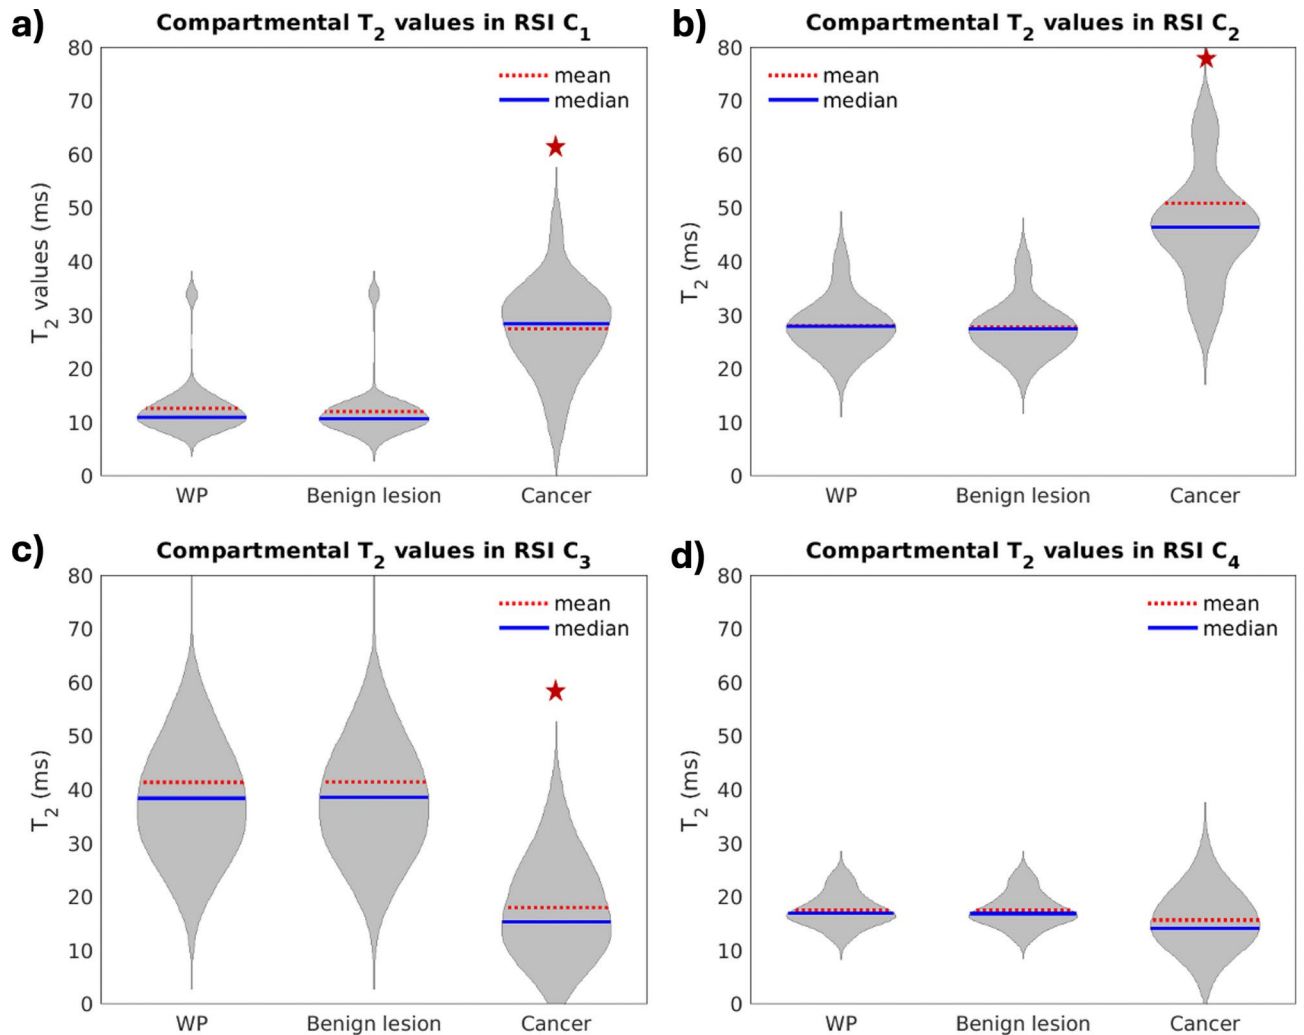 a)
Compartmental T2 values in RSI C1
T2 values (ms)
80
70
60
50
40
30
20
10
0
mean
median
WP
Benign lesion
Cancer
b)
Compartmental T2 values in RSI C2
T2 (ms)
80
70
60
50
40
30
20
10
0
mean
median
WP
Benign lesion
Cancer
c)
Compartmental T2 values in RSI C3
T2 (ms)
80
70
60
50
40
30
20
10
0
mean
median
WP
Benign lesion
Cancer
d)
Compartmental T2 values in RSI C4
T2 (ms)
80
70
60
50
40
30
20
10
0
mean
median
WP
Benign lesion
Cancer